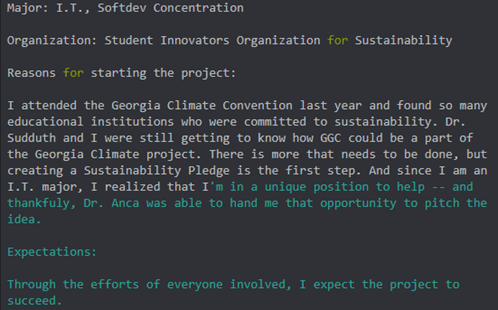 Major: I.T., Softdev Concentration
Organization: Student Innovators Organization for Sustainability
Reasons for starting the project:
I attended the Georgia Climate Convention last year and found so many
educational institutions who were committed to sustainability. Dr.
Sudduth and I were still getting to know how GGC could be a part of
the Georgia Climate project. There is more that needs to be done, but
creating a Sustainability Pledge is the first step. And since I am an
I.T. major, I realized that I'm in a unique position to help -- and
thankfuly, Dr. Anca was able to hand me that opportunity to pitch the
idea.
Expectations:
Through the efforts of everyone involved, I expect the project to
succeed.